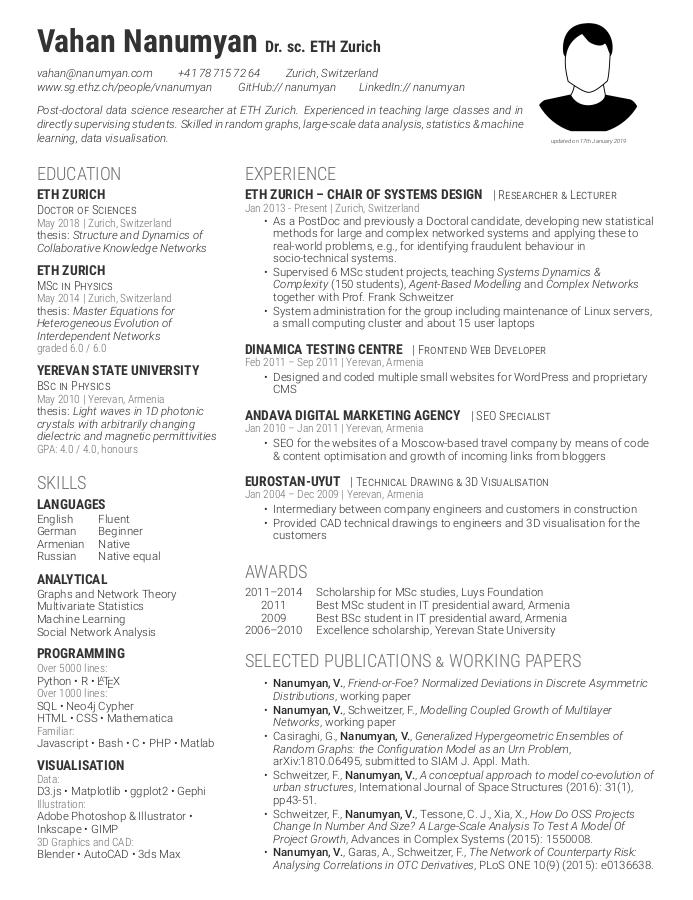 Vahan Nanumyan Dr. sc. ETH Zurich
vahan@nanumyan.com +41 78 715 72 64 Zurich, Switzerland
www.sg.ethz.ch/people/vnanumyan GitHub:// nanumyan LinkedIn:// nanumyan
Post-doctoral data science researcher at ETH Zurich. Experienced in teaching large classes and in
directly supervising students. Skilled in random graphs, large-scale data analysis, statistics & machine
learning, data visualisation.
updated on 17th January 2019
EDUCATION
ETH ZURICH
Doctor of Sciences
May 2018 | Zurich, Switzerland
thesis: Structure and Dynamics of
Collaborative Knowledge Networks
ETH ZURICH
MSc in Physics
May 2014 | Zurich, Switzerland
thesis: Master Equations for
Heterogeneous Evolution of
Interdependent Networks
graded 6.0 / 6.0
YEREVAN STATE UNIVERSITY
BSc in Physics
May 2010 | Yerevan, Armenia
thesis: Light waves in 1D photonic
crystals with arbitrarily changing
dielectric and magnetic permittivities
GPA: 4.0 / 4.0, honours
SKILLS
LANGUAGES
English Fluent
German Beginner
Armenian Native
Russian Native equal
ANALYTICAL
Graphs and Network Theory
Multivariate Statistics
Machine Learning
Social Network Analysis
PROGRAMMING
Over 5000 lines:
Python • R • LATEX
Over 1000 lines:
SQL • Neo4j Cypher
HTML • CSS • Mathematica
Familiar:
Javascript • Bash • C • PHP • Matlab
VISUALISATION
Data:
D3.js • Matplotlib • ggplot2 • Gephi
Illustration:
Adobe Photoshop & Illustrator •
Inkscape • GIMP
3D Graphics and CAD:
Blender • AutoCAD • 3ds Max
EXPERIENCE
ETH ZURICH – CHAIR OF SYSTEMS DESIGN | Researcher & Lecturer
Jan 2013 - Present | Zurich, Switzerland
• As a PostDoc and previously a Doctoral candidate, developing new statistical
methods for large and complex networked systems and applying these to
real-world problems, e.g., for identifying fraudulent behaviour in
socio-technical systems.
• Supervised 6 MSc student projects, teaching Systems Dynamics &
Complexity (150 students), Agent-Based Modelling and Complex Networks
together with Prof. Frank Schweitzer
• System administration for the group including maintenance of Linux servers,
a small computing cluster and about 15 user laptops
DINAMICA TESTING CENTRE | Frontend Web Developer
Feb 2011 – Sep 2011 | Yerevan, Armenia
• Designed and coded multiple small websites for WordPress and proprietary
CMS
ANDAVA DIGITAL MARKETING AGENCY | SEO Specialist
Jan 2010 – Jan 2011 | Yerevan, Armenia
• SEO for the websites of a Moscow-based travel company by means of code
& content optimisation and growth of incoming links from bloggers
EUROSTAN-UYUT | Technical Drawing & 3D Visualisation
Jan 2004 – Dec 2009 | Yerevan, Armenia
• Intermediary between company engineers and customers in construction
• Provided CAD technical drawings to engineers and 3D visualisation for the
customers
AWARDS
2011–2014 Scholarship for MSc studies, Luys Foundation
2011 Best MSc student in IT presidential award, Armenia
2009 Best BSc student in IT presidential award, Armenia
2006–2010 Excellence scholarship, Yerevan State University
SELECTED PUBLICATIONS & WORKING PAPERS
• Nanumyan, V., Friend-or-Foe? Normalized Deviations in Discrete Asymmetric
Distributions, working paper
• Nanumyan, V., Schweitzer, F., Modelling Coupled Growth of Multilayer
Networks, working paper
• Casiraghi, G., Nanumyan, V., Generalized Hypergeometric Ensembles of
Random Graphs: the Configuration Model as an Urn Problem,
arXiv:1810.06495, submitted to SIAM J. Appl. Math.
• Schweitzer, F., Nanumyan, V., A conceptual approach to model co-evolution of
urban structures, International Journal of Space Structures (2016): 31(1),
pp43-51.
• Schweitzer, F., Nanumyan, V., Tessone, C. J., Xia, X., How Do OSS Projects
Change In Number And Size? A Large-Scale Analysis To Test A Model Of
Project Growth, Advances in Complex Systems (2015): 1550008.
• Nanumyan, V., Garas, A., Schweitzer, F., The Network of Counterparty Risk:
Analysing Correlations in OTC Derivatives, PLoS ONE 10(9) (2015): e0136638.